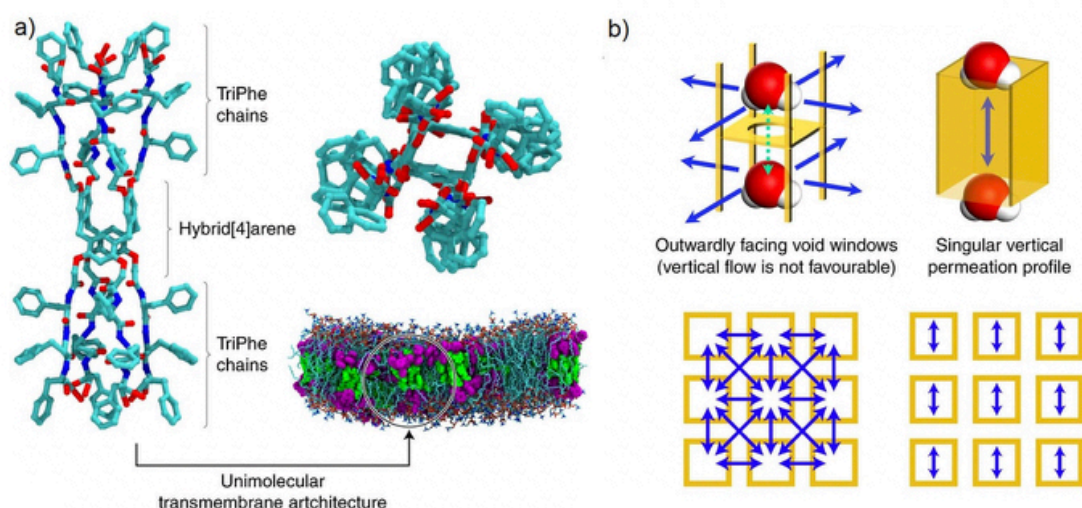 a)
TriPhe
chains
Hybrid[4]arene
TriPhe
chains
Unimolecular
transmembrane artchitecture
b)
Outwardly facing void windows
(vertical flow is not favourable)
Singular vertical
permeation profile